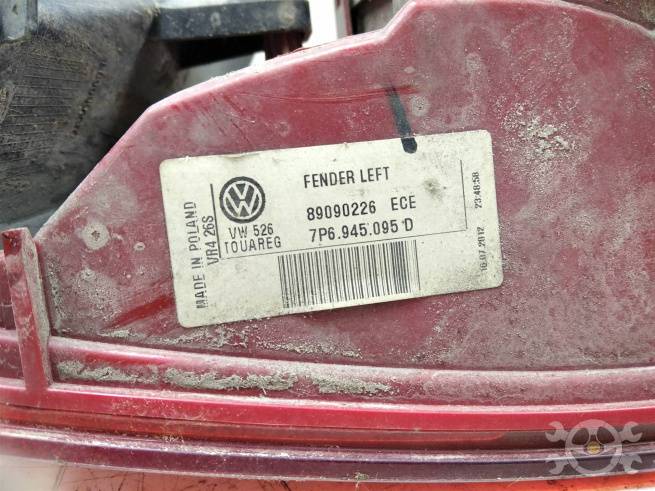 FENDER LEFT
89090226 ECE
7P6.945.095 D
VW 526
TOUAREG
MADE IN POLAND
VR4 26S
23:48:58
10.07.2012